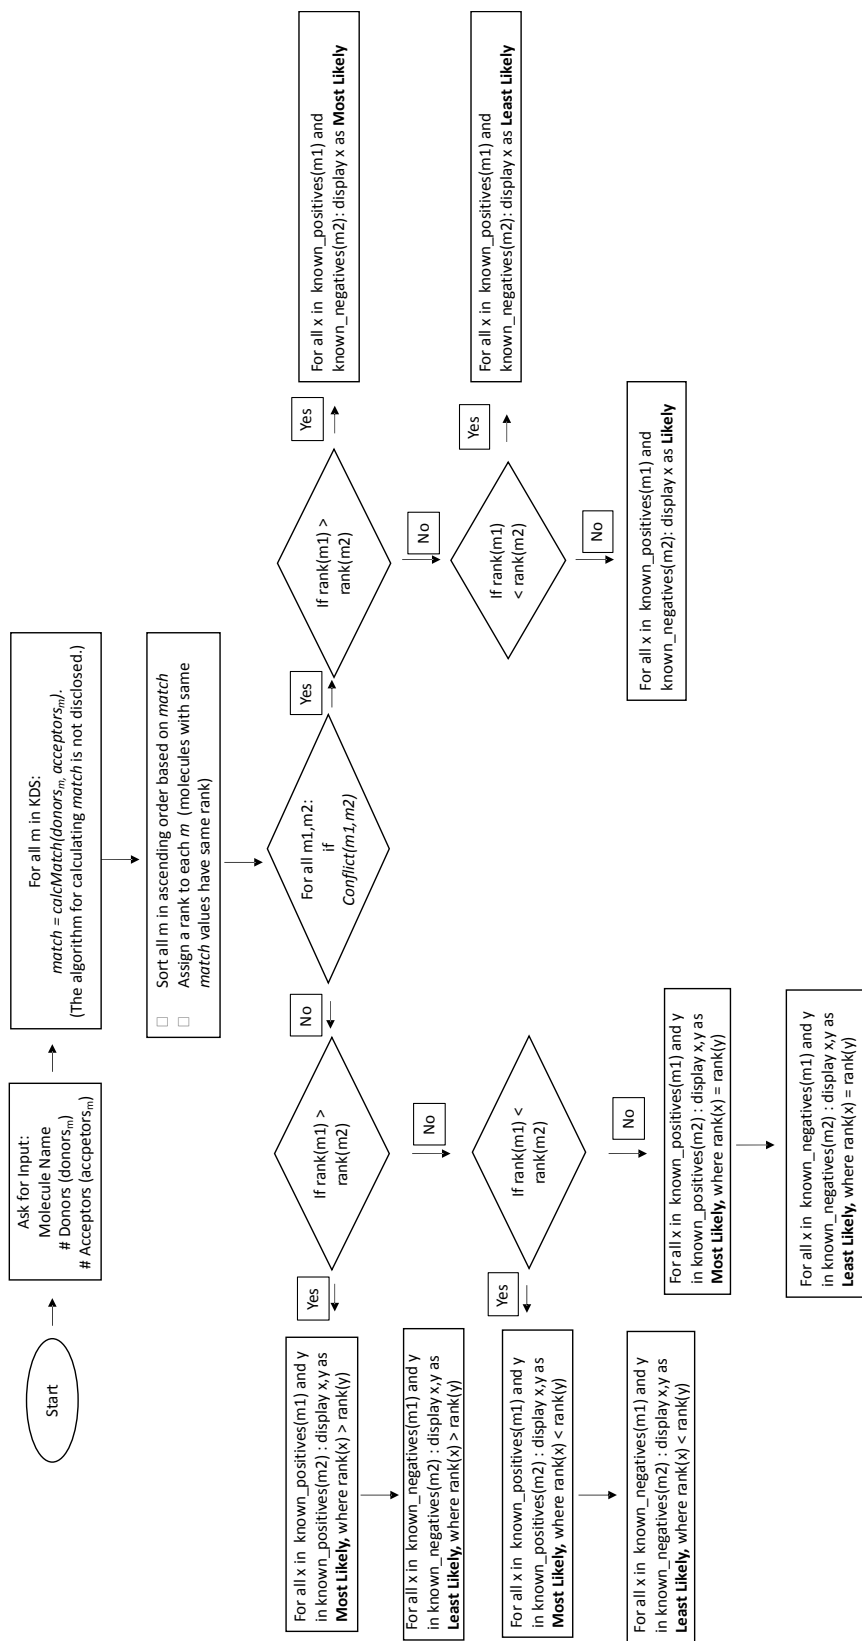 Start
Ask for Input:
Molecule Name
# Donors (donorsm)
# Acceptors (accpetorsm)
For all m in KDS:
match = calcMatch(donorsm, acceptorsm).
(The algorithm for calculating match is not disclosed.)
□ Sort all m in ascending order based on match
□ Assign a rank to each m (molecules with same
match values have same rank)
For all m1,m2:
if
Conflict(m1,m2)
No
Yes
If rank(m1) >
rank(m2)
Yes
No
For all x in known_positives(m1) and y
in known_positives(m2) : display x,y as
Most Likely, where rank(x) > rank(y)
For all x in known_negatives(m1) and y
in known_negatives(m2) : display x,y as
Least Likely, where rank(x) > rank(y)
If rank(m1) <
rank(m2)
Yes
No
For all x in known_positives(m1) and y
in known_positives(m2) : display x,y as
Most Likely, where rank(x) < rank(y)
For all x in known_negatives(m1) and y
in known_negatives(m2) : display x,y as
Least Likely, where rank(x) < rank(y)
For all x in known_positives(m1) and y
in known_positives(m2) : display x,y as
Most Likely, where rank(x) = rank(y)
For all x in known_negatives(m1) and y
in known_negatives(m2) : display x,y as
Least Likely, where rank(x) = rank(y)
If rank(m1) >
rank(m2)
Yes
No
For all x in known_positives(m1) and
known_negatives(m2) : display x as Most Likely
If rank(m1)
< rank(m2)
Yes
No
For all x in known_positives(m1) and
known_negatives(m2) : display x as Least Likely
For all x in known_positives(m1) and
known_negatives(m2): display x as Likely